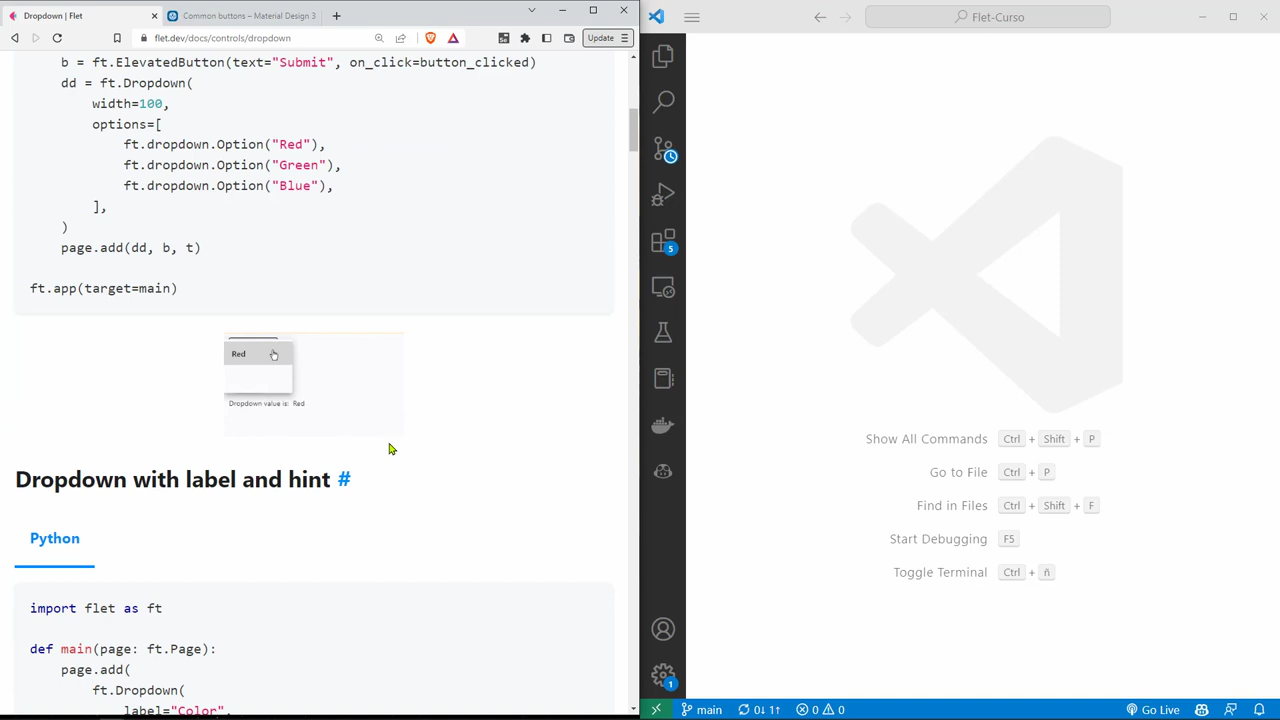 Dropdown | Flet
Common buttons – Material Design 3
flet.dev/docs/controls/dropdown
Update
b = ft.ElevatedButton(text="Submit", on_click=button_clicked)
dd = ft.Dropdown(
width=100,
options=[
ft.dropdown.Option("Red"),
ft.dropdown.Option("Green"),
ft.dropdown.Option("Blue"),
],
)
page.add(dd, b, t)
ft.app(target=main)
Red
Dropdown value is: Red
Dropdown with label and hint #
Python
import flet as ft
def main(page: ft.Page):
page.add(
ft.Dropdown(
label="Color",
Flet-Curso
5
Show All Commands Ctrl + Shift + P
Go to File Ctrl + P
Find in Files Ctrl + Shift + F
Start Debugging F5
Toggle Terminal Ctrl + ñ
1
main 0↓ 1↑ 0 0 Go Live